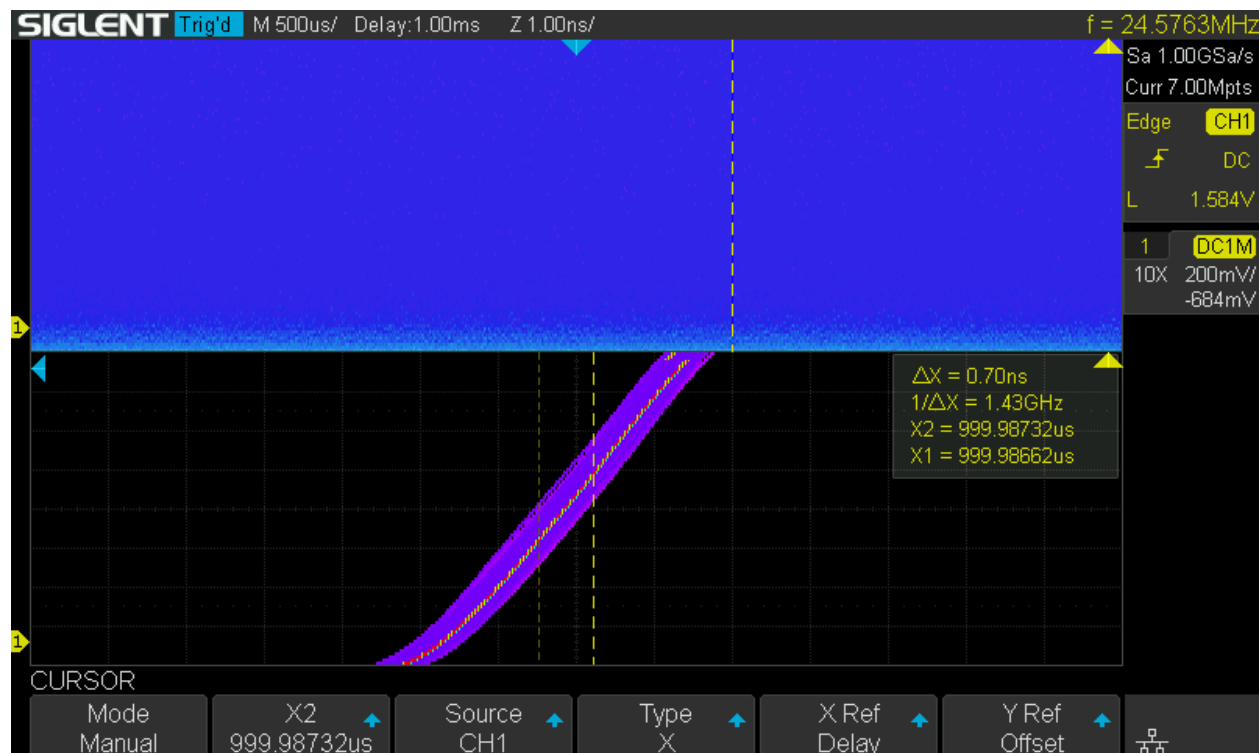 SIGLENT Trig'd M 500us/ Delay:1.00ms Z 1.00ns/ f = 24.5763MHz
Sa 1.00GSa/s
Curr 7.00Mpts
Edge CH1
DC
L 1.584V
1 DC1M
10X 200mV/
-684mV
1
ΔX = 0.70ns
1/ΔX = 1.43GHz
X2 = 999.98732us
X1 = 999.98662us
1
CURSOR
Mode X2 Source Type X Ref Y Ref
Manual 999.98732us CH1 X Delay Offset